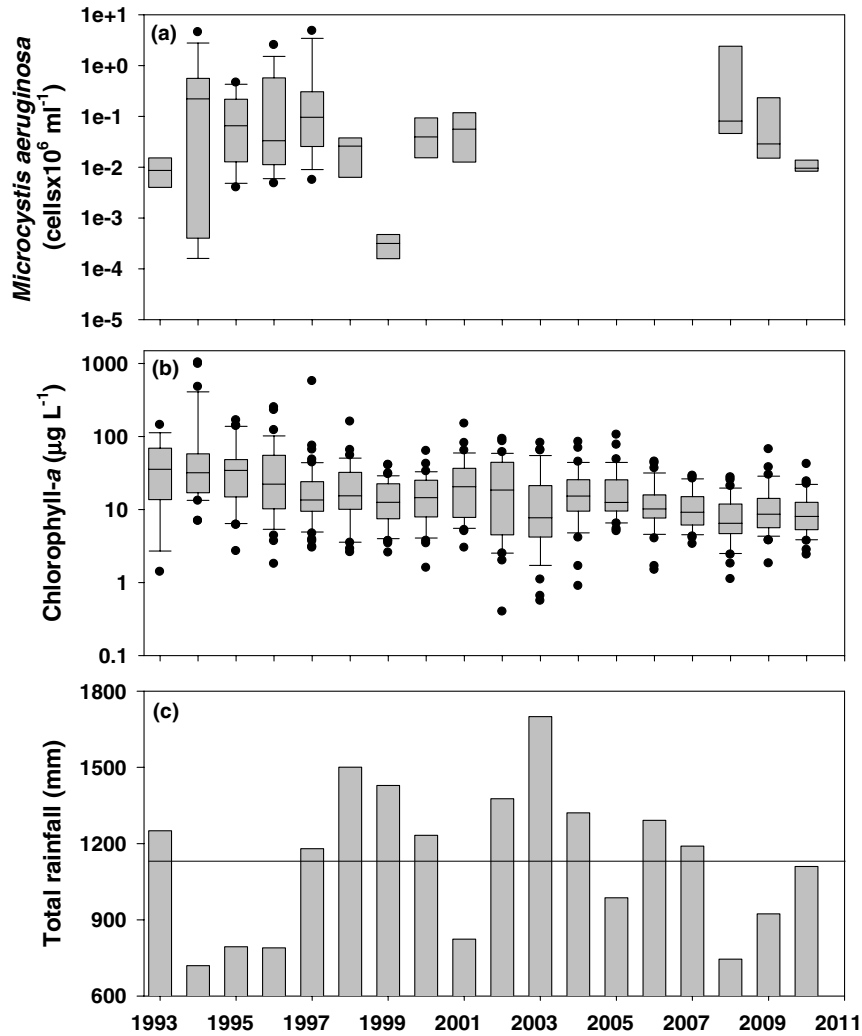 (a)
Microcystis aeruginosa
(cellsx10⁶ ml⁻¹)
1e+1
1e+0
1e-1
1e-2
1e-3
1e-4
1e-5
(b)
Chlorophyll-a (µg L⁻¹)
1000
100
10
1
0.1
(c)
Total rainfall (mm)
1800
1500
1200
900
600
1993 1995 1997 1999 2001 2003 2005 2007 2009 2011